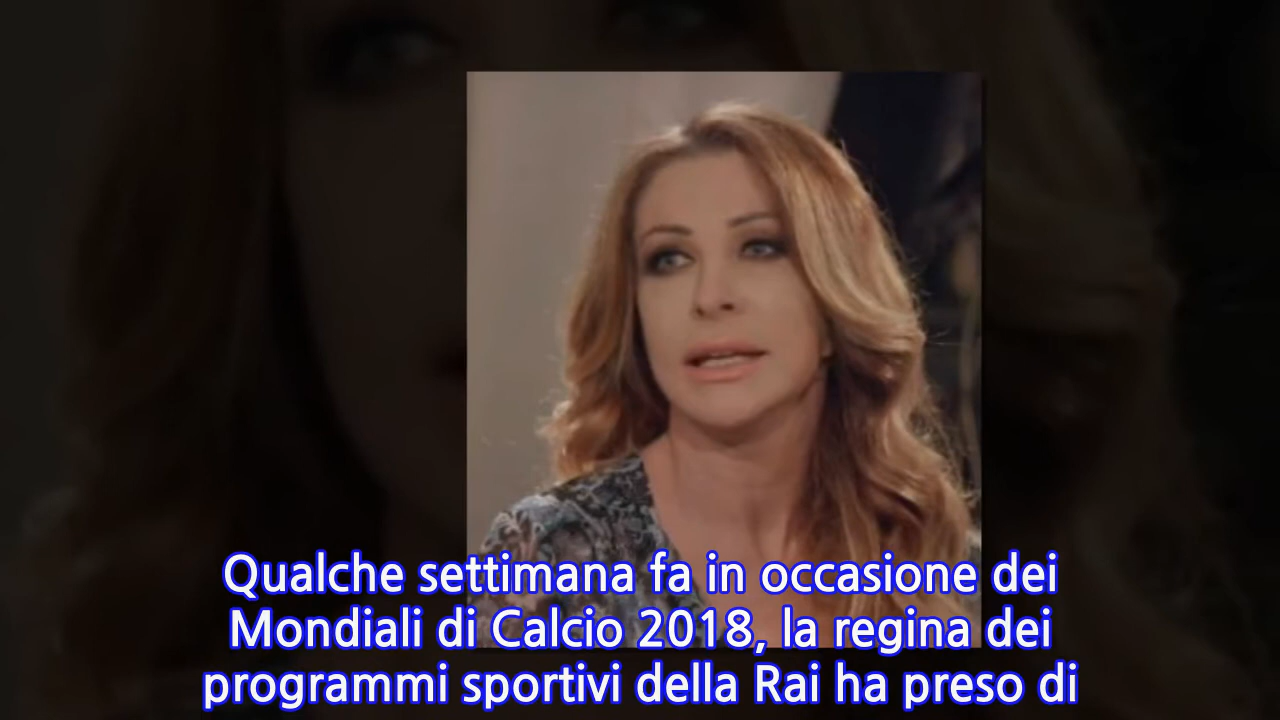 Qualche settimana fa in occasione dei
Mondiali di Calcio 2018, la regina dei
programmi sportivi della Rai ha preso di